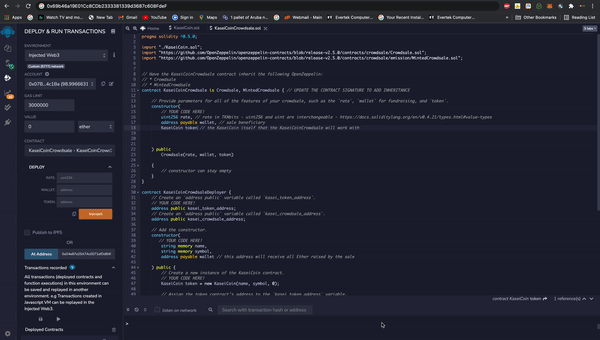 0x69b46a19E01Cc8CDb2333381339d3687c608FdeF
Apps
Watch TV and mo...
New Tab
Gmail
YouTube
Sign in
Maps
News
Translate
1 pallet of Aruba n...
Webmail - Main
Evertek Computer...
Your Recent Instal...
Evertek Computer...
Other Bookmarks
Reading List
DEPLOY & RUN TRANSACTIONS
ENVIRONMENT
Injected Web3
ACCOUNT
GAS LIMIT
3000000
VALUE
0
ether
CONTRACT
KaseiCoinCrowdsale - KaseiCoinCrow
DEPLOY
RATE:
uint256
WALLET:
address
TOKEN:
address
transact
Publish to IPFS
OR
At Address
Transactions recorded
All transactions (deployed contracts and function executions) in this environment can be saved and replayed in another environment. e.g Transactions created in Javascript VM can be replayed in the Injected Web3.
Deployed Contracts
KaseiCoin.sol
KaseiCoinCrowdsale.sol
pragma solidity ^0.5.0;
import "./KaseiCoin.sol";
import "https://github.com/OpenZeppelin/openzeppelin-contracts/blob/release-v2.5.0/contracts/crowdsale/Crowdsale.sol";
import "https://github.com/OpenZeppelin/openzeppelin-contracts/blob/release-v2.5.0/contracts/crowdsale/emission/MintedCrowdsale.sol";
// Have the KaseiCoinCrowdsale contract inherit the following OpenZeppelin:
// * Crowdsale
// * MintedCrowdsale
contract KaseiCoinCrowdsale is Crowdsale, MintedCrowdsale { // UPDATE THE CONTRACT SIGNATURE TO ADD INHERITANCE
// Provide parameters for all of the features of your crowdsale, such as the `rate`, `wallet` for fundraising, and `token`.
constructor(
// YOUR CODE HERE!
uint256 rate, // rate in TKNbits - uint256 and uint are interchangeable - https://docs.soliditylang.org/en/v0.4.21/types.html#value-types
address payable wallet, // sale beneficiary
KaseiCoin token // the KaseiCoin itself that the KaseiCoinCrowdsale will work with
) public
Crowdsale(rate, wallet, token)
{
// constructor can stay empty
}
}
contract KaseiCoinCrowdsaleDeployer {
// Create an `address public` variable called `kasei_token_address`.
// YOUR CODE HERE!
address public kasei_token_address;
// Create an `address public` variable called `kasei_crowdsale_address`.
address public kasei_crowdsale_address;
// Add the constructor.
constructor(
// YOUR CODE HERE!
string memory name,
string memory symbol,
address payable wallet // this address will receive all Ether raised by the sale
) public {
// Create a new instance of the KaseiCoin contract.
// YOUR CODE HERE!
KaseiCoin token = new KaseiCoin(name, symbol, 0);
// Assign the token contract's address to the `kasei_token_address` variable.
contract KaseiCoin token
1 reference(s)
0
listen on network
Search with transaction hash or address
>